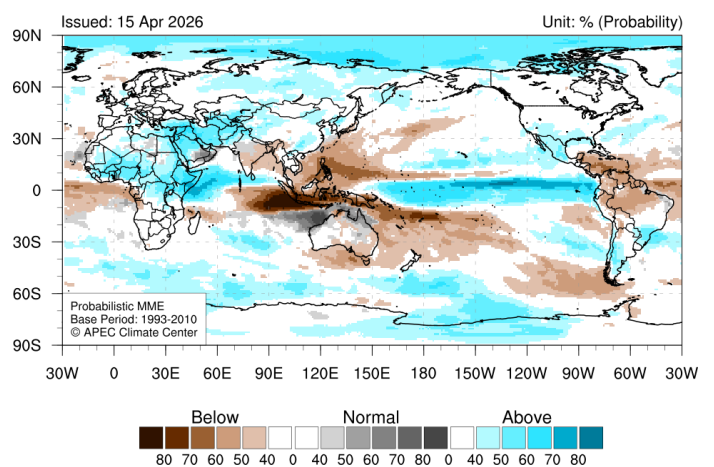 Issued: 15 Apr 2026 Unit: % (Probability)
90N
60N
30N
0
30S
60S
90S
Probabilistic MME
Base Period: 1993-2010
© APEC Climate Center
30W 0 30E 60E 90E 120E 150E 180 150W 120W 90W 60W 30W
Below Normal Above
80 70 60 50 40 0 40 50 60 70 80 0 40 50 60 70 80